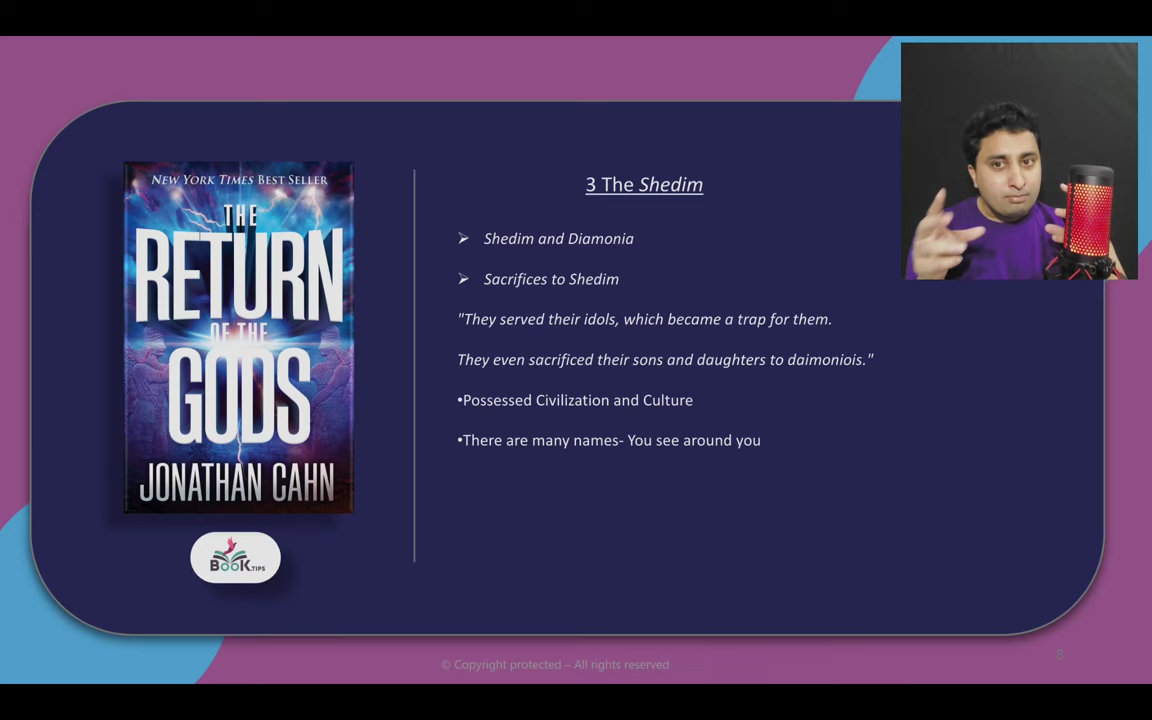 NEW YORK TIMES BEST SELLER
THE
RETURN
OF THE
GODS
JONATHAN CAHN
BOOK.TIPS
3 The Shedim
➢ Shedim and Diamonia
➢ Sacrifices to Shedim
"They served their idols, which became a trap for them.
They even sacrificed their sons and daughters to daimoniois."
•Possessed Civilization and Culture
•There are many names- You see around you
© Copyright protected – All rights reserved
8